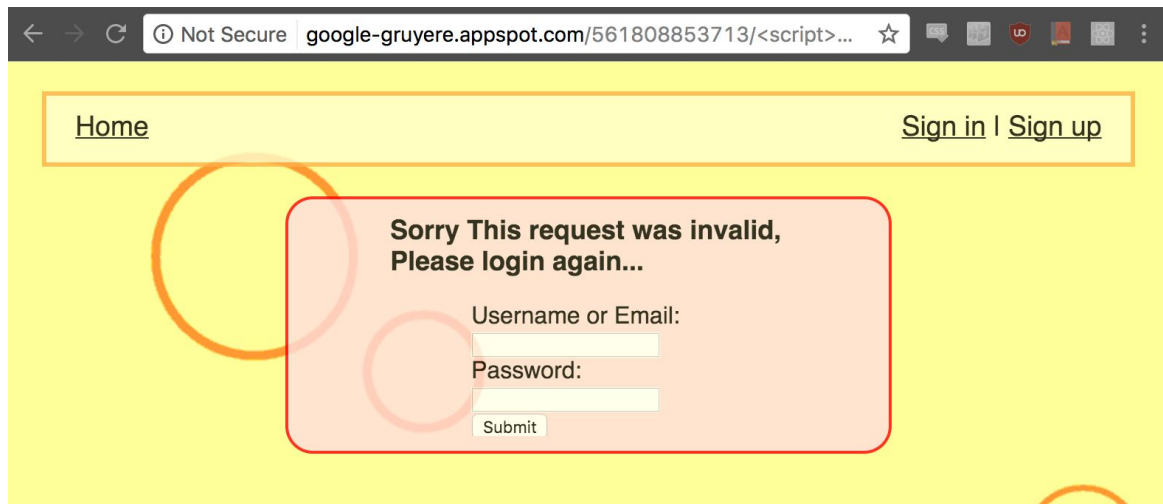 Not Secure google-gruyere.appspot.com/561808853713/<script>...
Home Sign in | Sign up
Sorry This request was invalid,
Please login again...
Username or Email:
Password:
Submit